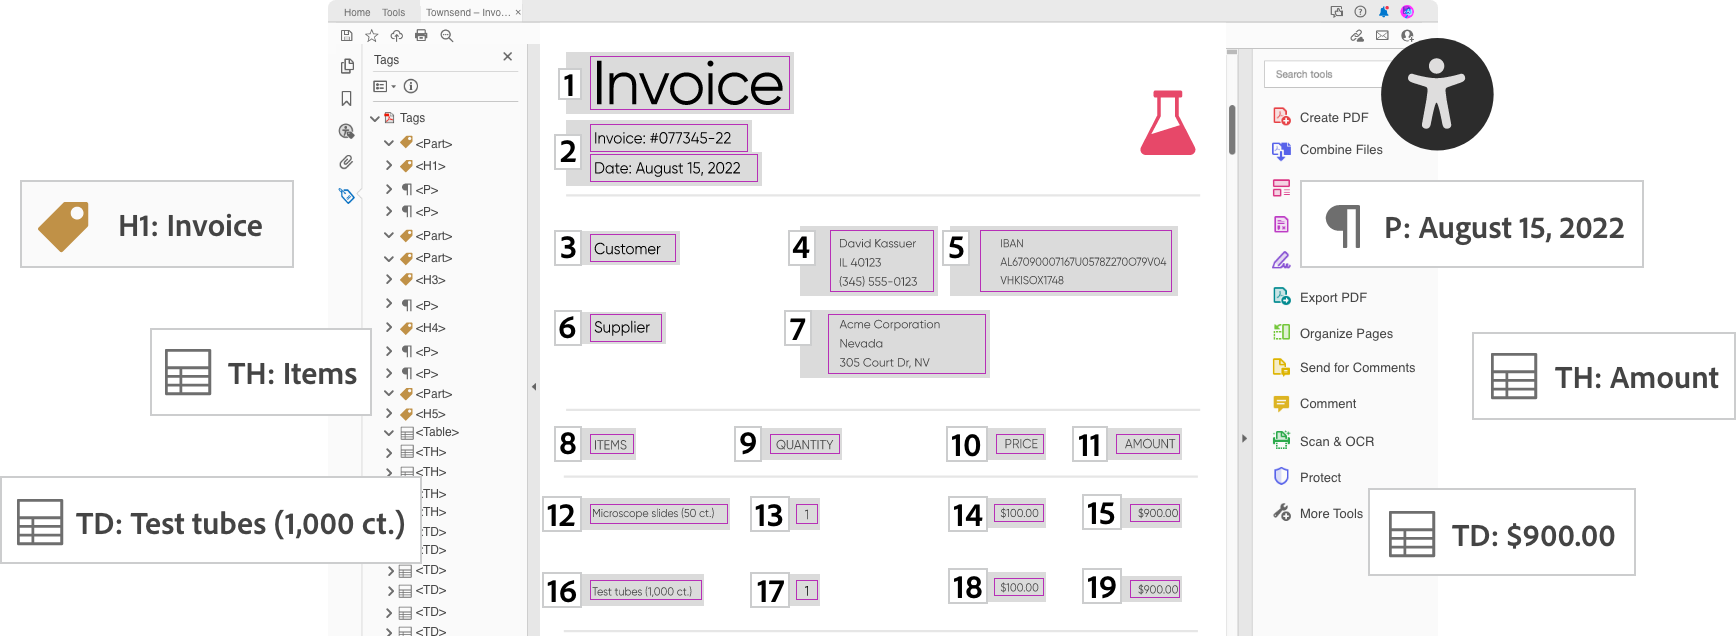 Home Tools Townsend – Invo... ×
Tags
Tags
<Part>
<H1>
<P>
<P>
<Part>
<Part>
<H3>
<P>
<H4>
<P>
<P>
<Part>
<H5>
<Table>
<TH>
<TH>
<TH>
<TH>
<TD>
<TD>
<TD>
<TD>
<TD>
<TD>
H1: Invoice
TH: Items
TD: Test tubes (1,000 ct.)
1 Invoice
2 Invoice: #077345-22
Date: August 15, 2022
3 Customer
4 David Kassuer
IL 40123
(345) 555-0123
5 IBAN
AL67090007167U0578Z270O79V04
VHKISOX1748
6 Supplier
7 Acme Corporation
Nevada
305 Court Dr, NV
8 ITEMS 9 QUANTITY 10 PRICE 11 AMOUNT
12 Microscope slides (50 ct.) 13 1 14 $100.00 15 $900.00
16 Test tubes (1,000 ct.) 17 1 18 $100.00 19 $900.00
Search tools
Create PDF
Combine Files
Export PDF
Organize Pages
Send for Comments
Comment
Scan & OCR
Protect
More Tools
P: August 15, 2022
TH: Amount
TD: $900.00